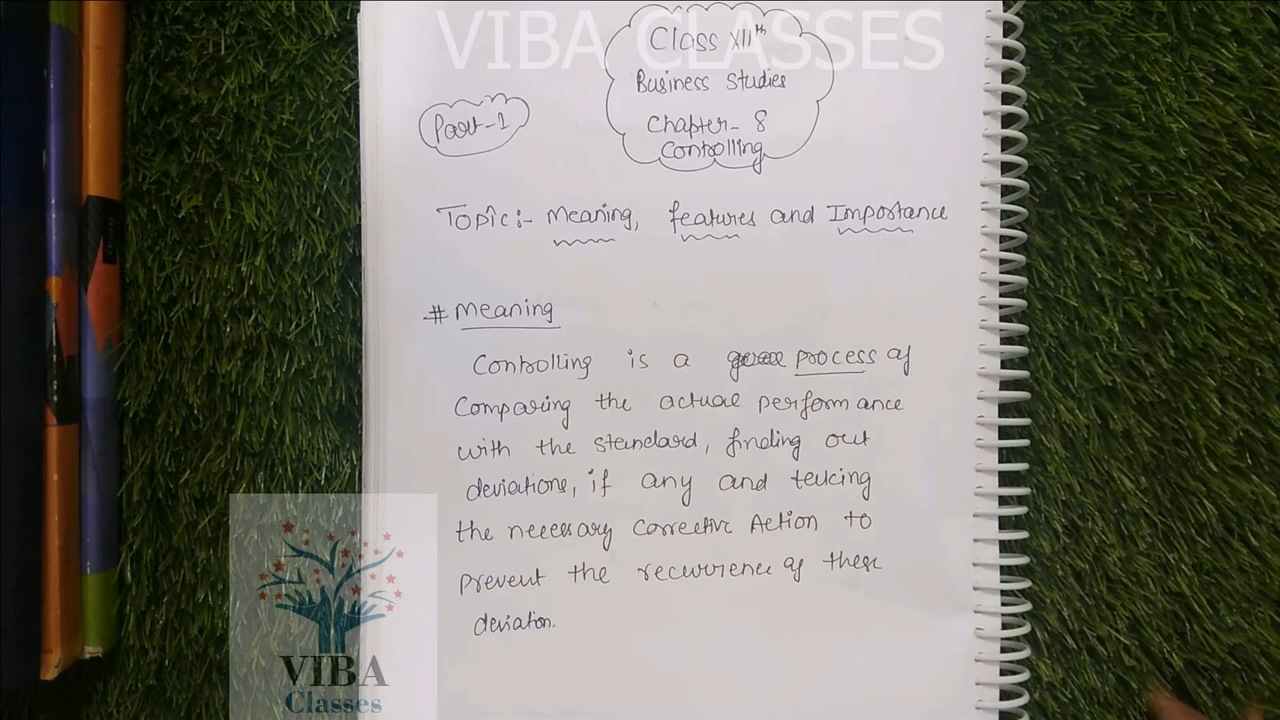 VIBA CLASSES
Class XIIth
Business Studies
Chapter- 8
Controlling
Part-1
Topic:- Meaning, features and Importance
# Meaning
Controlling is a process of
Comparing the actual performance
with the standard, finding out
deviations, if any and taking
the necessary Corrective Action to
prevent the recurrence of these
deviation.
VIBA
Classes